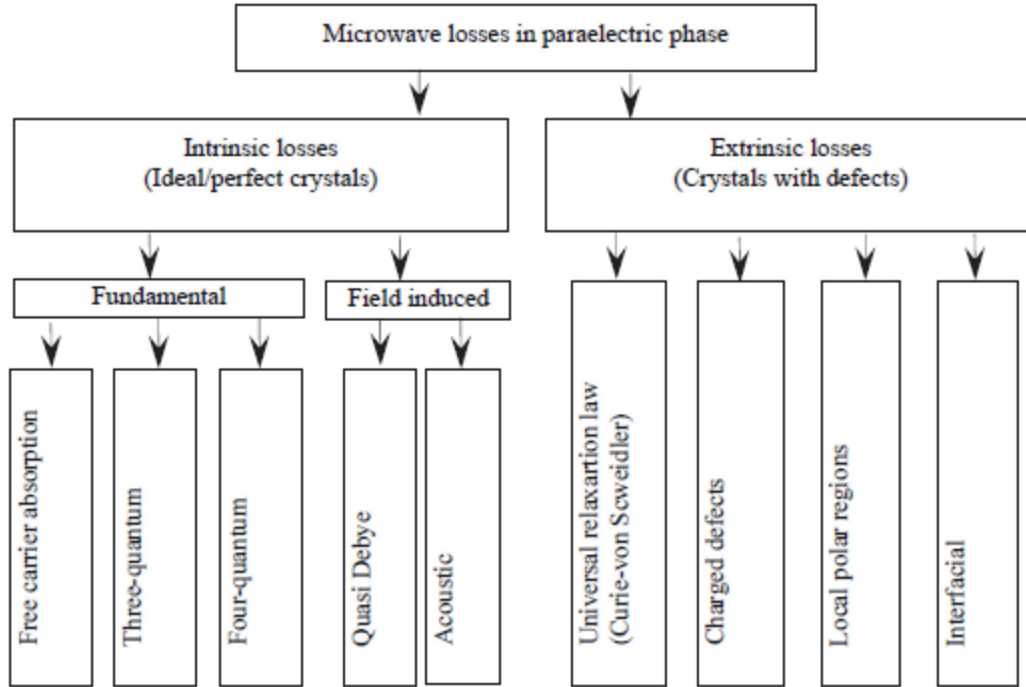 Microwave losses in paraelectric phase
Intrinsic losses
(Ideal/perfect crystals)
Extrinsic losses
(Crystals with defects)
Fundamental
Field induced
Free carrier absorption
Three-quantum
Four-quantum
Quasi Debye
Acoustic
Universal relaxartion law
(Curie-von Scweidler)
Charged defects
Local polar regions
Interfacial